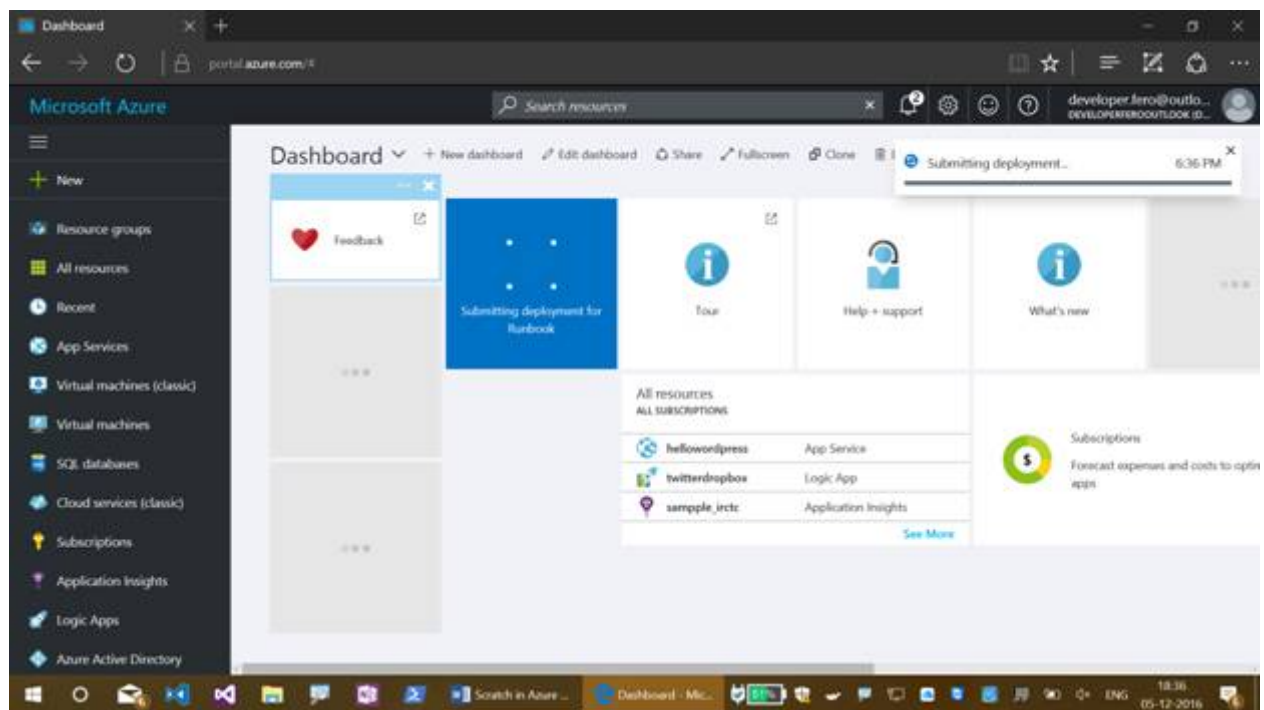 Dashboard
portal.azure.com/#
Microsoft Azure
Search resources
2
developer.fero@outlo...
DEVELOPERFEROOUTLOOK (D...
Dashboard
New dashboard
Edit dashboard
Share
Fullscreen
Clone
Submitting deployment...
6:36 PM
New
Resource groups
All resources
Recent
App Services
Virtual machines (classic)
Virtual machines
SQL databases
Cloud services (classic)
Subscriptions
Application Insights
Logic Apps
Azure Active Directory
Feedback
Submitting deployment for
Runbook
Tour
Help + support
What's new
All resources
ALL SUBSCRIPTIONS
hellowordpress App Service
twitterdropbox Logic App
sampple_irctc Application Insights
See More
$
Subscriptions
Forecast expenses and costs to optim
apps
Scratch in Azure ...
Dashboard - Mic...
51%
ENG
18:36
05-12-2016